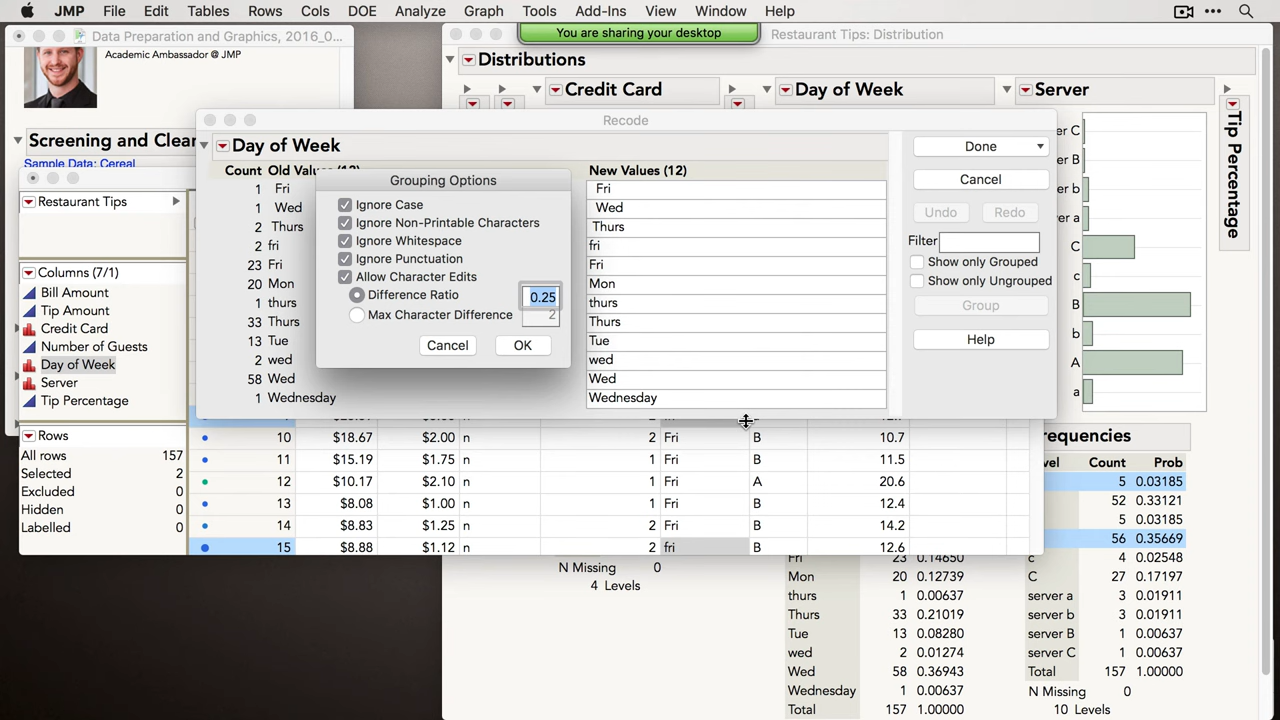 JMP File Edit Tables Rows Cols DOE Analyze Graph Tools Add-Ins View Window Help
You are sharing your desktop
Data Preparation and Graphics, 2016_0...
Restaurant Tips: Distribution
Academic Ambassador @ JMP
Distributions
Credit Card
Day of Week
Server
Tip Percentage
Screening and Clean
Sample Data: Cereal
Recode
Day of Week
Count Old Values (12) New Values (12)
1 Fri Fri
1 Wed Wed
2 Thurs Thurs
2 fri fri
23 Fri Fri
20 Mon Mon
1 thurs thurs
33 Thurs Thurs
13 Tue Tue
2 wed wed
58 Wed Wed
1 Wednesday Wednesday
Grouping Options
Ignore Case
Ignore Non-Printable Characters
Ignore Whitespace
Ignore Punctuation
Allow Character Edits
Difference Ratio 0.25
Max Character Difference 2
Cancel OK
Done
Cancel
Undo Redo
Filter
Show only Grouped
Show only Ungrouped
Group
Help
er C
er B
er b
er a
C
c
B
b
A
a
Restaurant Tips
Columns (7/1)
Bill Amount
Tip Amount
Credit Card
Number of Guests
Day of Week
Server
Tip Percentage
Rows
All rows 157
Selected 2
Excluded 0
Hidden 0
Labelled 0
10 $18.67 $2.00 n 2 Fri B 10.7
11 $15.19 $1.75 n 1 Fri B 11.5
12 $10.17 $2.10 n 1 Fri A 20.6
13 $8.08 $1.00 n 1 Fri B 12.4
14 $8.83 $1.25 n 2 Fri B 14.2
15 $8.88 $1.12 n 2 fri B 12.6
N Missing 0
4 Levels
Fri 23 0.14650
Mon 20 0.12739
thurs 1 0.00637
Thurs 33 0.21019
Tue 13 0.08280
wed 2 0.01274
Wed 58 0.36943
Wednesday 1 0.00637
Total 157 1.00000
requencies
vel Count Prob
5 0.03185
52 0.33121
5 0.03185
56 0.35669
c 4 0.02548
C 27 0.17197
server a 3 0.01911
server b 3 0.01911
server B 1 0.00637
server C 1 0.00637
Total 157 1.00000
N Missing 0
10 Levels